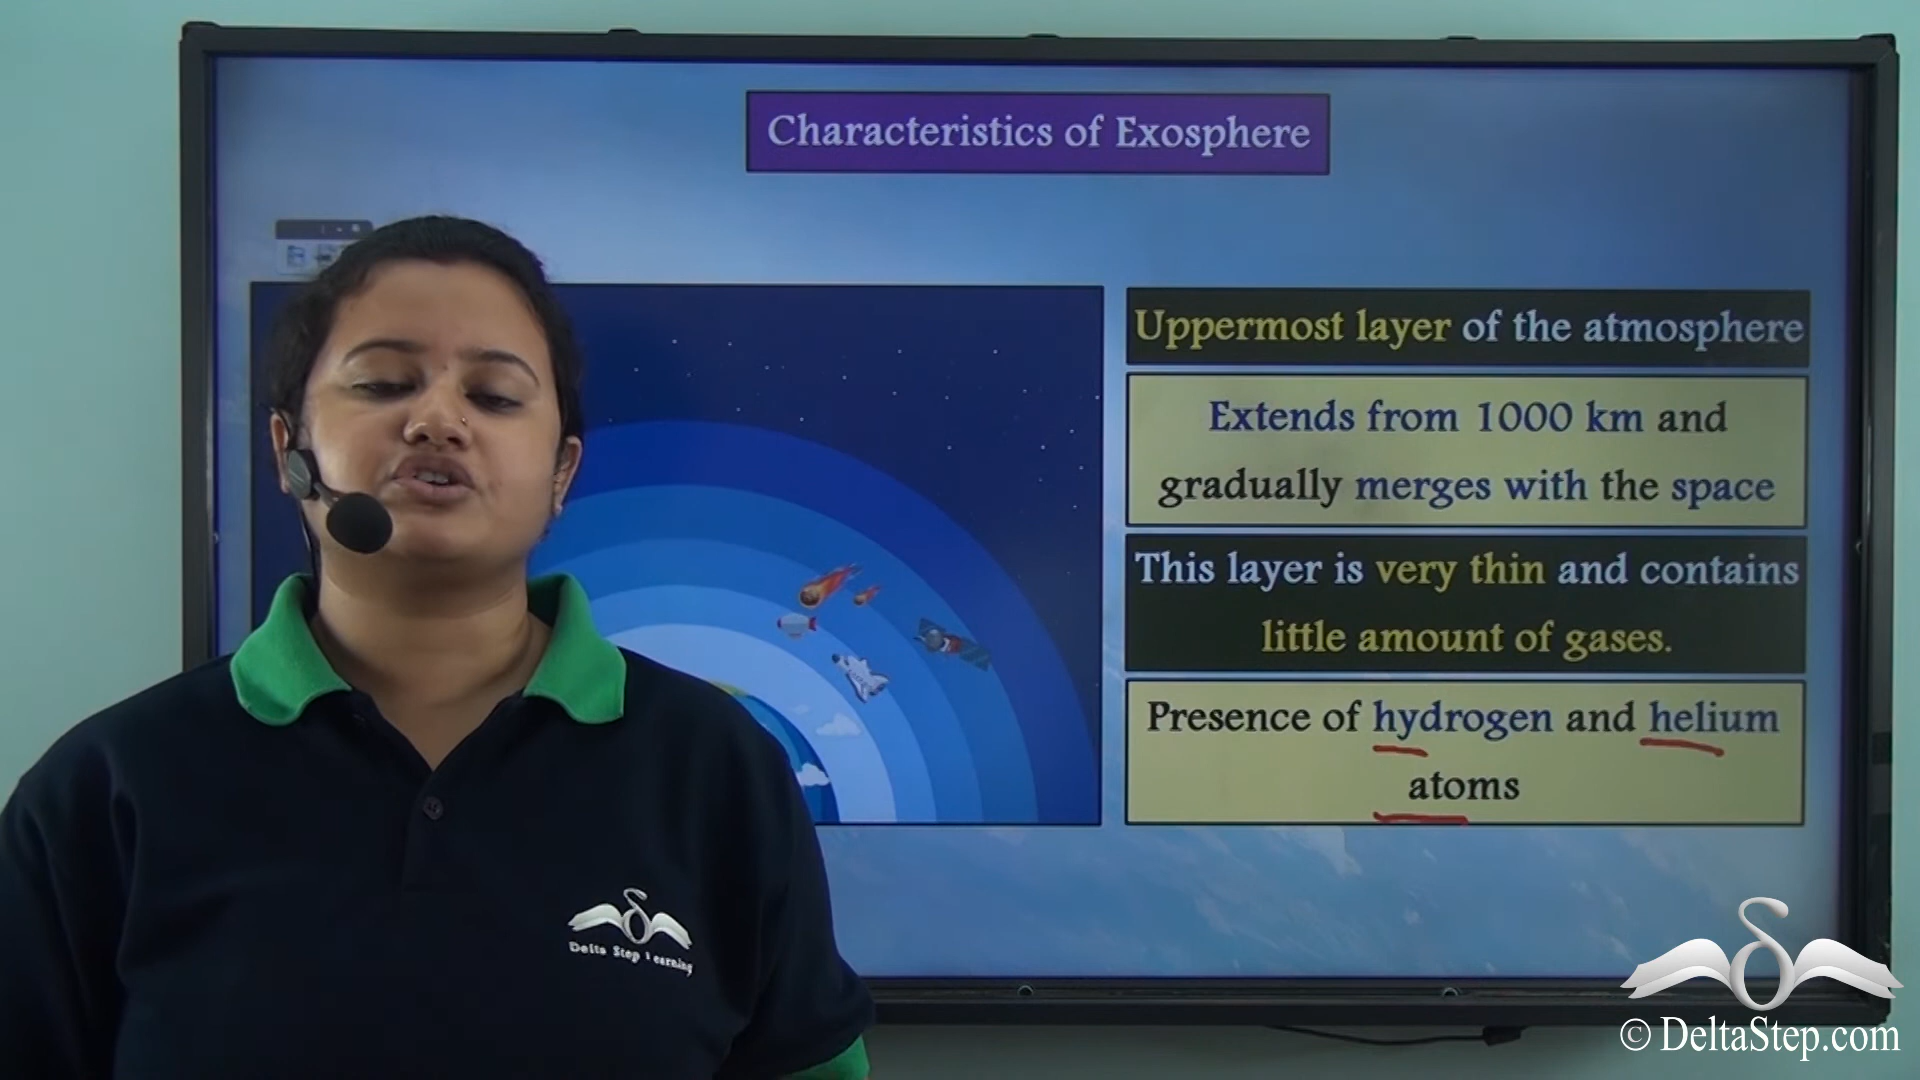 Characteristics of Exosphere
Uppermost layer of the atmosphere
Extends from 1000 km and
gradually merges with the space
This layer is very thin and contains
little amount of gases.
Presence of hydrogen and helium
atoms
Delta Step Learning
© DeltaStep.com